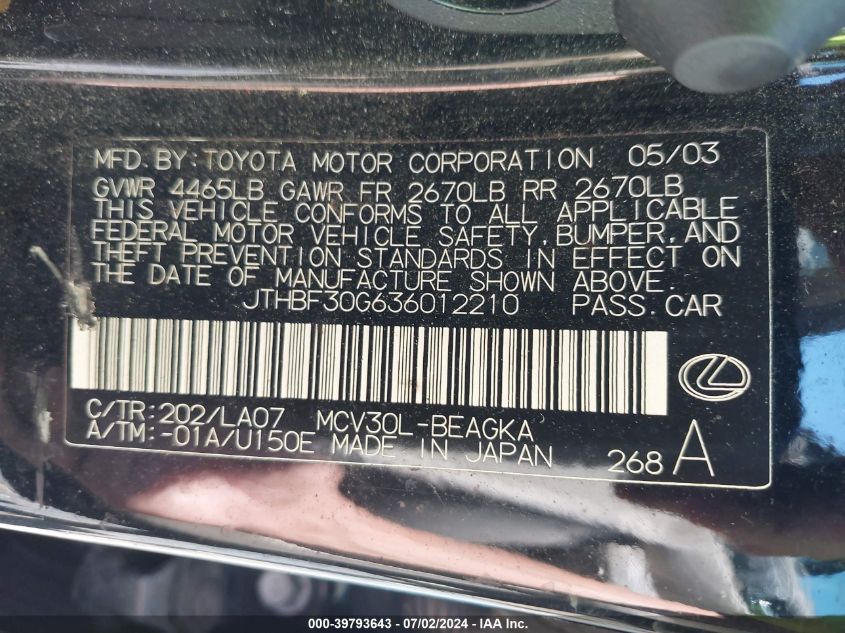 MFD.BY:TOYOTA MOTOR CORPORATION 05/03
GVWR 4465LB GAWR FR 2670LB RR 2670LB
THIS VEHICLE CONFORMS TO ALL APPLICABLE
FEDERAL MOTOR VEHICLE SAFETY,BUMPER,AND
THEFT PREVENTION STANDARDS IN EFFECT ON
THE DATE OF MANUFACTURE SHOWN ABOVE.
JTHBF30G636012210 PASS.CAR
C/TR:202/LA07 MCV30L-BEAGKA
A/TM:-01A/U150E MADE IN JAPAN 268 A
000-39793643 - 07/02/2024 - IAA Inc.